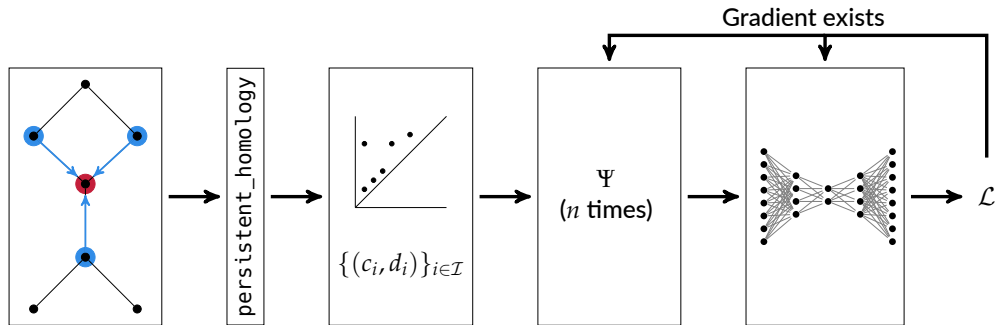 Gradient exists
persistent_homology
{(c_i, d_i)}_{i∈ℐ}
Ψ
(n times)
ℒ